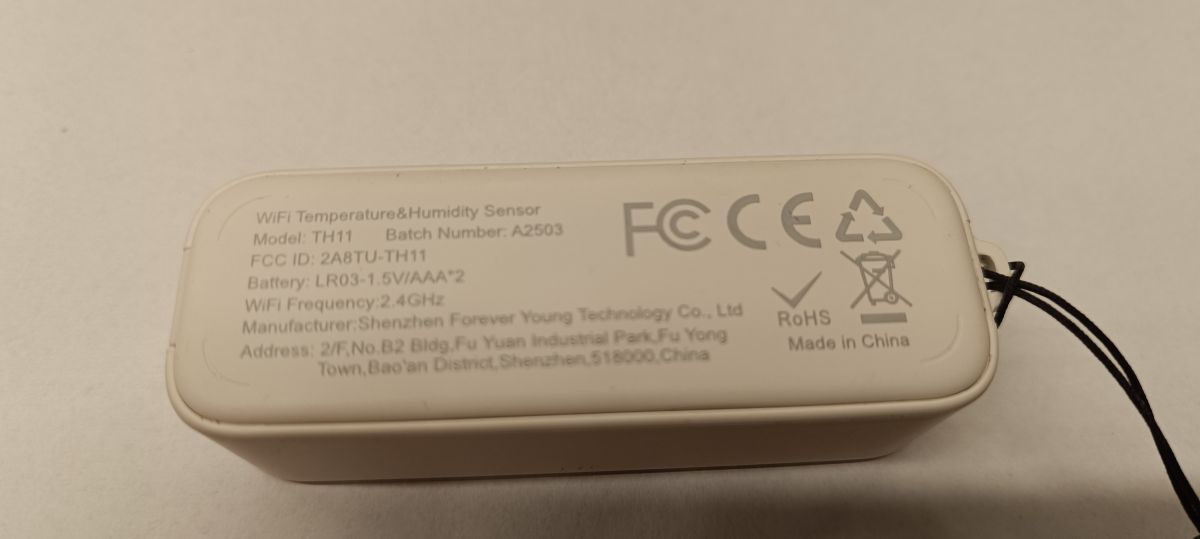 WiFi Temperature&Humidity Sensor
Model: TH11 Batch Number: A2503
FCC ID: 2A8TU-TH11
Battery: LR03-1.5V/AAA*2
WiFi Frequency:2.4GHz
Manufacturer:Shenzhen Forever Young Technology Co., Ltd
Address: 2/F,No.B2 Bldg,Fu Yuan Industrial Park,Fu Yong
Town,Bao'an District,Shenzhen,518000,China
FC CE
RoHS
Made in China